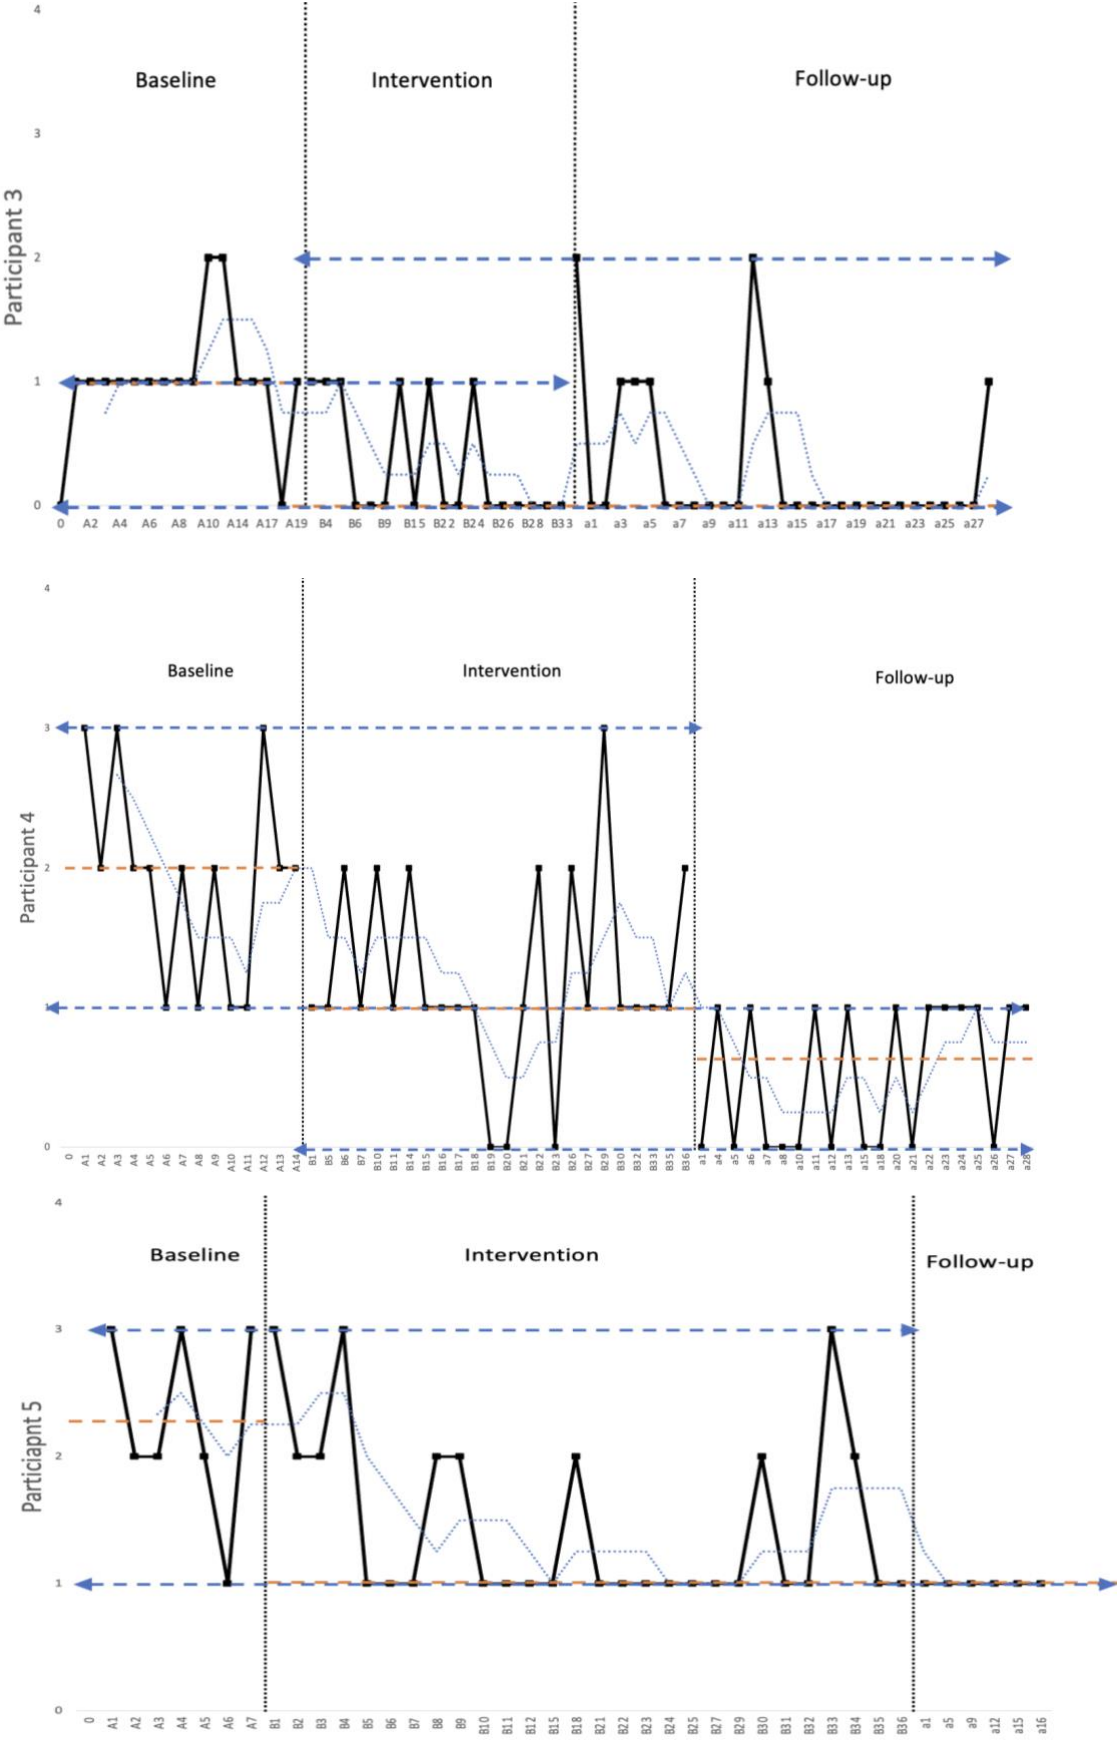 4
Baseline
Intervention
Follow-up
3
Participant 3
2
1
0
0 A2 A4 A6 A8 A10 A14 A17 A19 B4 B6 B9 B15 B22 B24 B26 B28 B33 a1 a3 a5 a7 a9 a11 a13 a15 a17 a19 a21 a23 a25 a27
4
Baseline
Intervention
Follow-up
3
Participant 4
2
0
0 A1 A2 A3 A4 A5 A6 A7 A8 A9 A10 A11 A12 A13 A14 B1 B5 B6 B7 B10 B11 B14 B15 B16 B17 B18 B19 B20 B21 B22 B23 B26 B27 B29 B30 B32 B33 B35 B36 a1 a4 a5 a6 a7 a8 a10 a11 a12 a13 a15 a18 a20 a21 a22 a23 a24 a25 a26 a27 a28
4
Baseline
Intervention
Follow-up
3
Particiapnt 5
2
1
0
0 A1 A2 A3 A4 A5 A6 A7 B1 B2 B3 B4 B5 B6 B7 B8 B9 B10 B11 B12 B15 B18 B21 B22 B23 B24 B25 B27 B29 B30 B31 B32 B33 B34 B35 B36 a1 a5 a9 a12 a15 a16